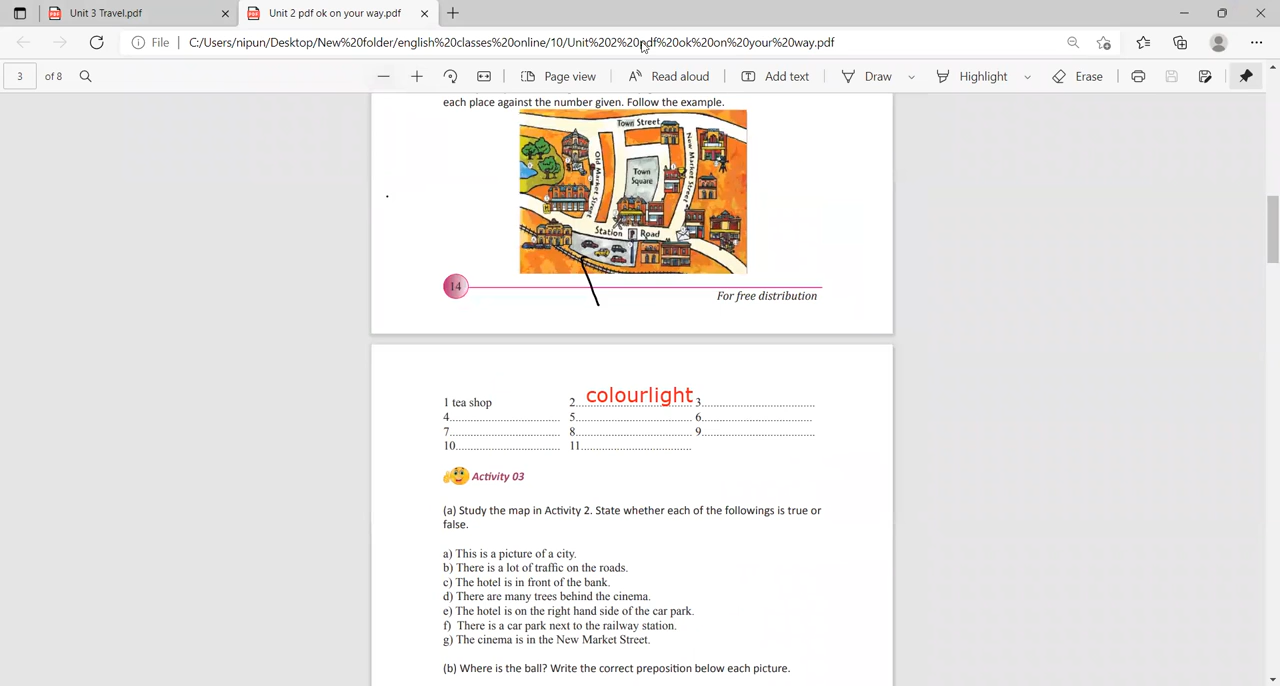 Unit 3 Travel.pdf
Unit 2 pdf ok on your way.pdf
File C:/Users/nipun/Desktop/New%20folder/english%20classes%20online/10/Unit%202%20pdf%20ok%20on%20your%20way.pdf
3 of 8
Page view
Read aloud
Add text
Draw
Highlight
Erase
each place against the number given. Follow the example.
Town Street
Old Market Street
New Market Street
Town
Square
Station Road
14
For free distribution
1 tea shop 2 colourlight 3
4 5 6
7 8 9
10 11
Activity 03
(a) Study the map in Activity 2. State whether each of the followings is true or
false.
a) This is a picture of a city.
b) There is a lot of traffic on the roads.
c) The hotel is in front of the bank.
d) There are many trees behind the cinema.
e) The hotel is on the right hand side of the car park.
f) There is a car park next to the railway station.
g) The cinema is in the New Market Street.
(b) Where is the ball? Write the correct preposition below each picture.